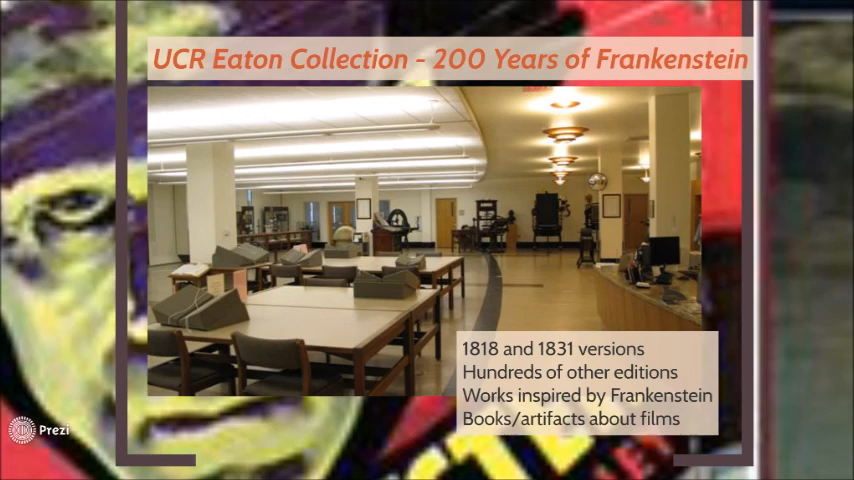 UCR Eaton Collection - 200 Years of Frankenstein
1818 and 1831 versions
Hundreds of other editions
Works inspired by Frankenstein
Books/artifacts about films
Prezi